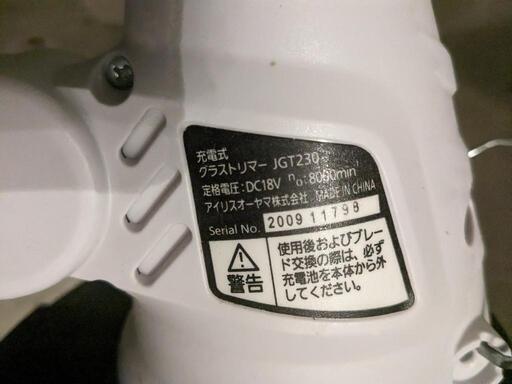 充電式
グラストリマー JGT230
定格電圧:DC18V n₀:8000min
アイリスオーヤマ株式会社 MADE IN CHINA
Serial No. 200911798
警告
使用後およびブレー
ド交換の際は、必ず
充電池を本体から外
してください。